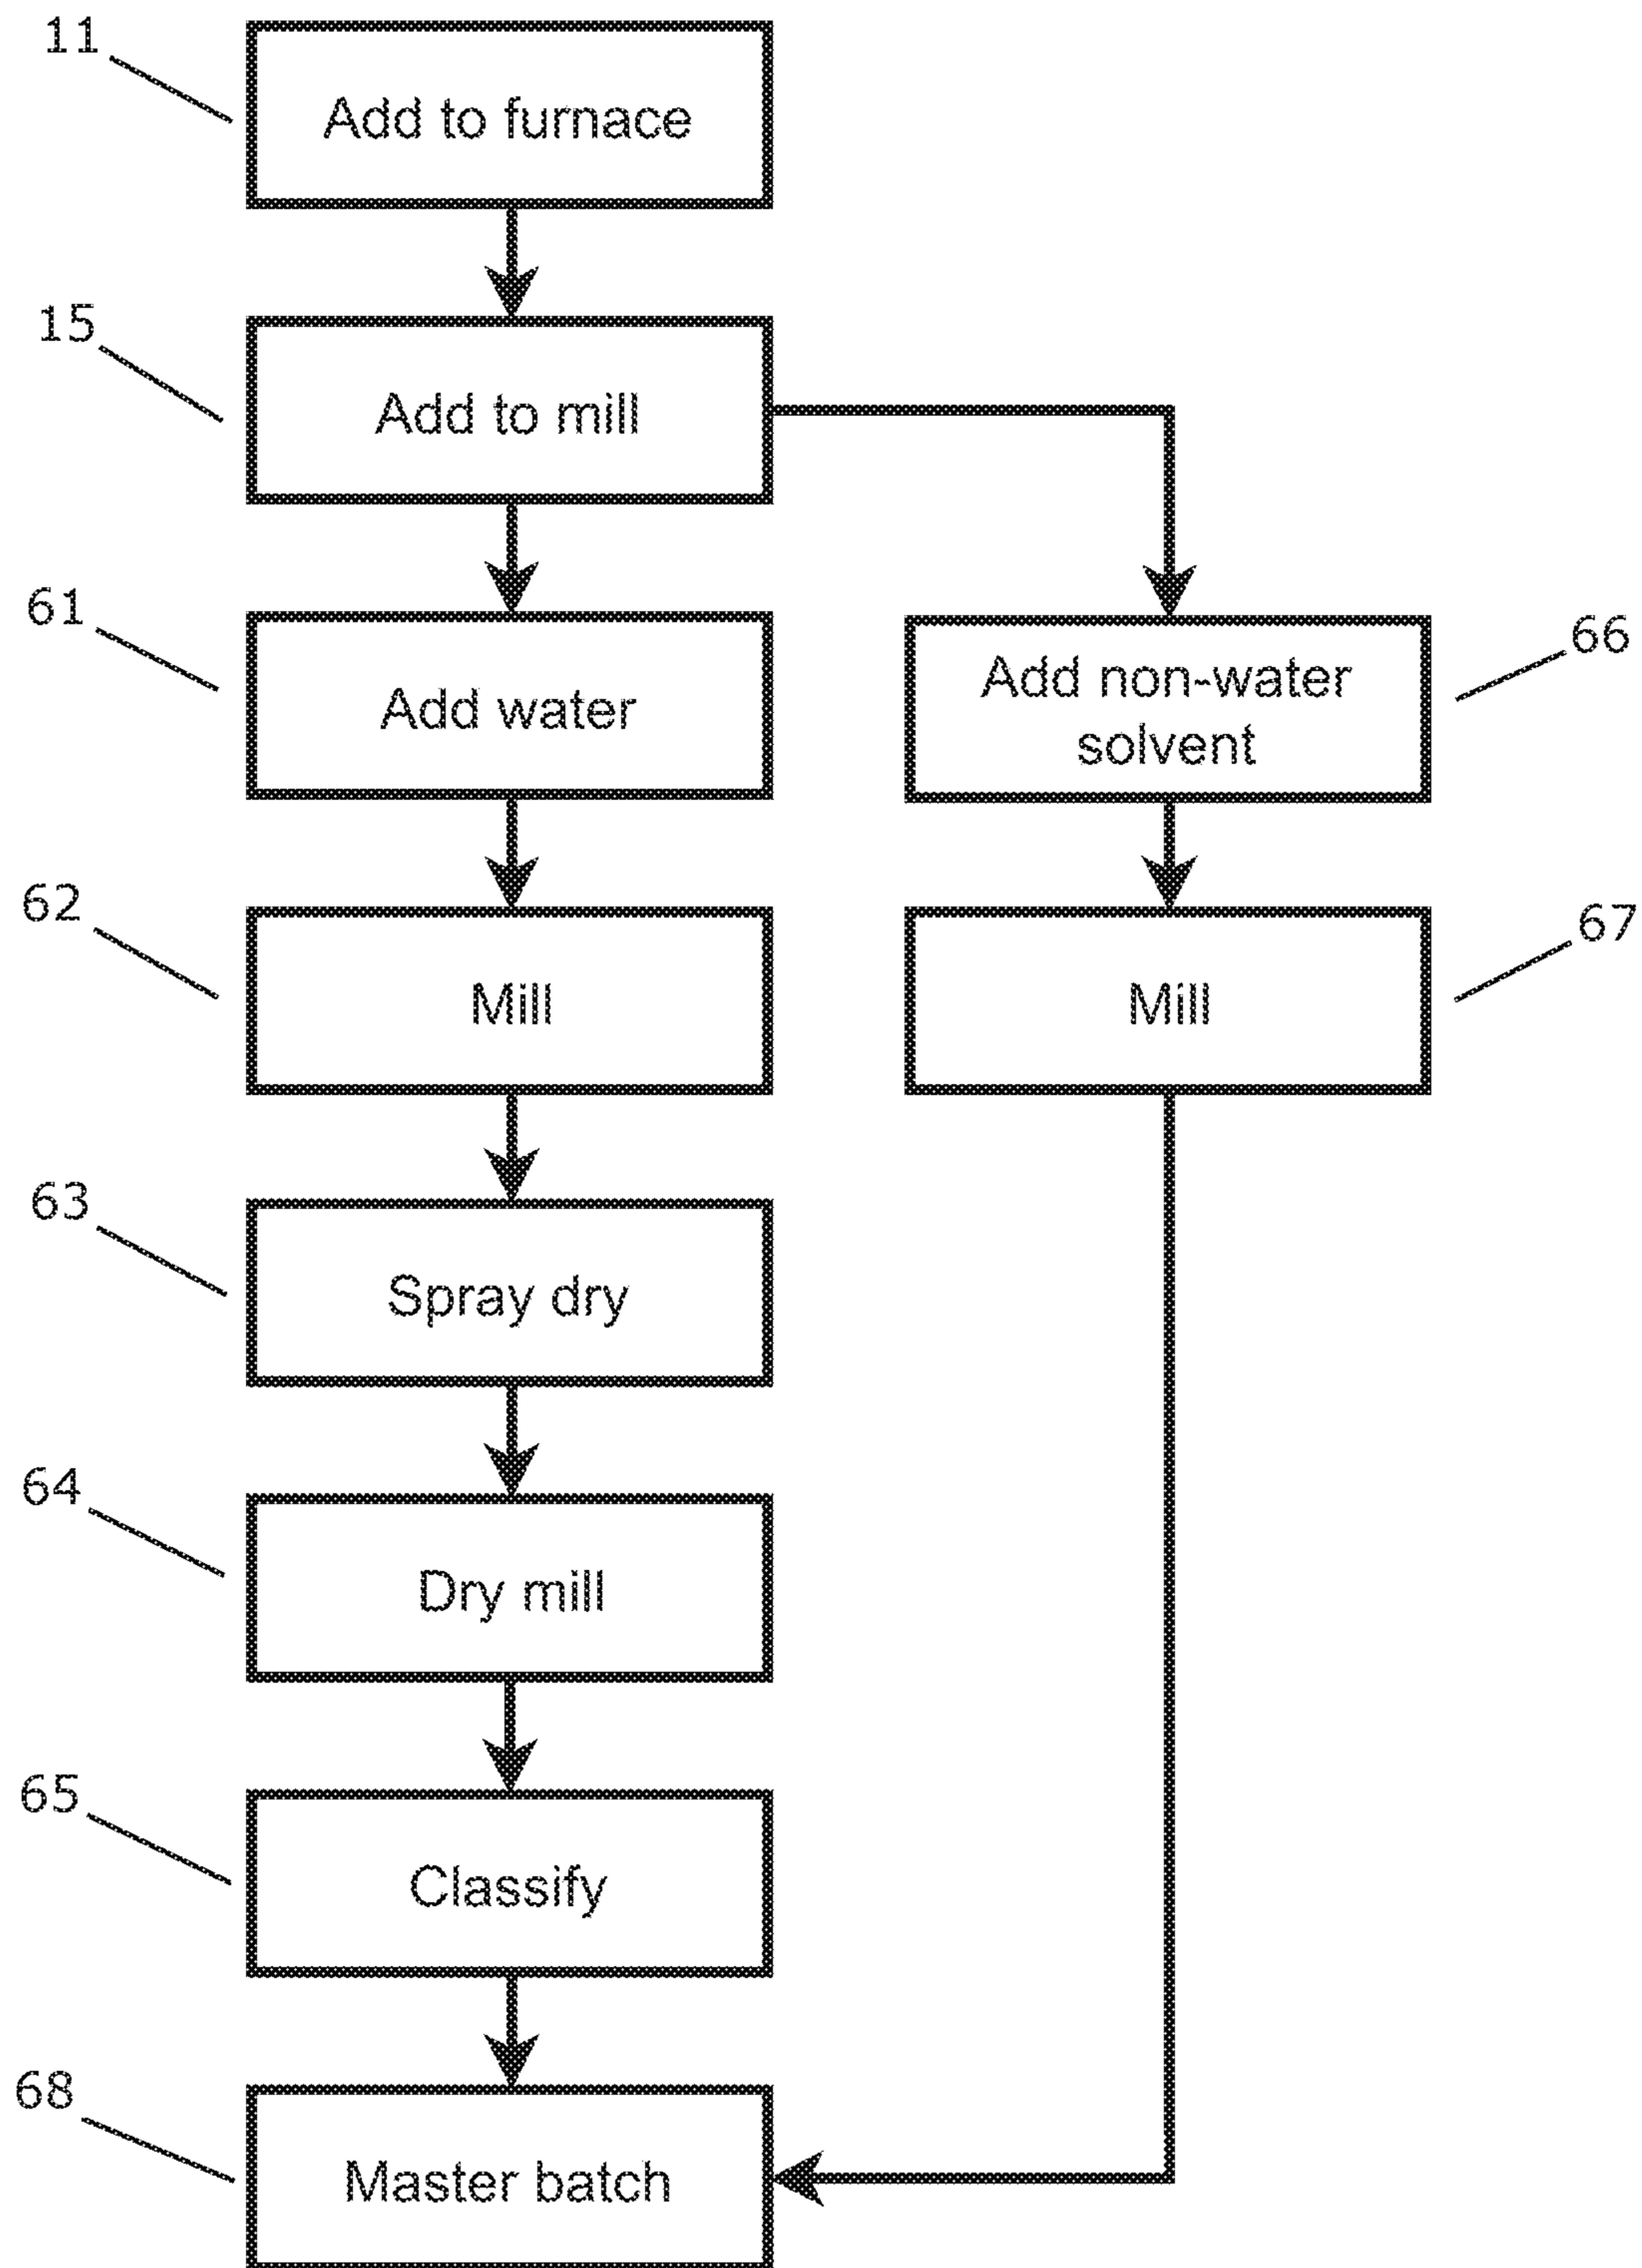 11
Add to furnace
15
Add to mill
61
Add water
66
Add non-water
solvent
62
Mill
67
Mill
63
Spray dry
64
Dry mill
65
Classify
68
Master batch